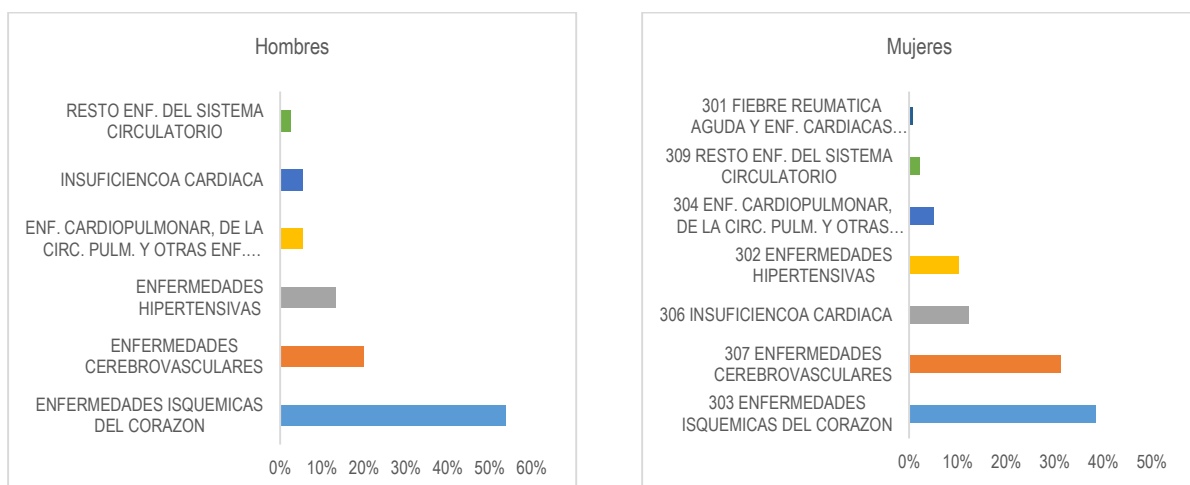 Hombres
RESTO ENF. DEL SISTEMA
CIRCULATORIO
INSUFICIENCOA CARDIACA
ENF. CARDIOPULMONAR, DE LA
CIRC. PULM. Y OTRAS ENF.…
ENFERMEDADES
HIPERTENSIVAS
ENFERMEDADES
CEREBROVASCULARES
ENFERMEDADES ISQUEMICAS
DEL CORAZON
0% 10% 20% 30% 40% 50% 60%
Mujeres
301 FIEBRE REUMATICA
AGUDA Y ENF. CARDIACAS…
309 RESTO ENF. DEL SISTEMA
CIRCULATORIO
304 ENF. CARDIOPULMONAR,
DE LA CIRC. PULM. Y OTRAS…
302 ENFERMEDADES
HIPERTENSIVAS
306 INSUFICIENCOA CARDIACA
307 ENFERMEDADES
CEREBROVASCULARES
303 ENFERMEDADES
ISQUEMICAS DEL CORAZON
0% 10% 20% 30% 40% 50%